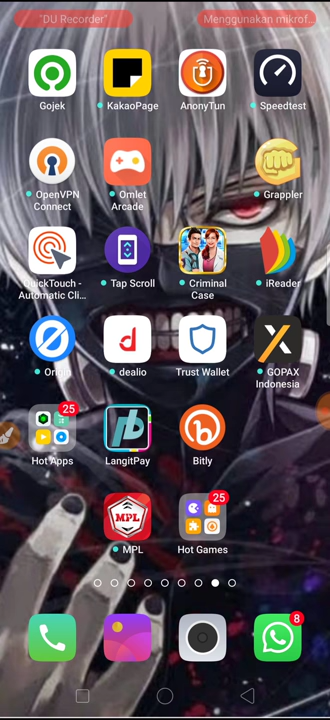 "DU Recorder"
Menggunakan mikrof...
Gojek
KakaoPage
AnonyTun
Speedtest
OpenVPN
Connect
Omlet
Arcade
Grappler
QuickTouch -
Automatic Cli...
Tap Scroll
Criminal
Case
iReader
Origin
dealio
Trust Wallet
GOPAX
Indonesia
25
Hot Apps
LangitPay
Bitly
MPL
MPL
25
Hot Games
8